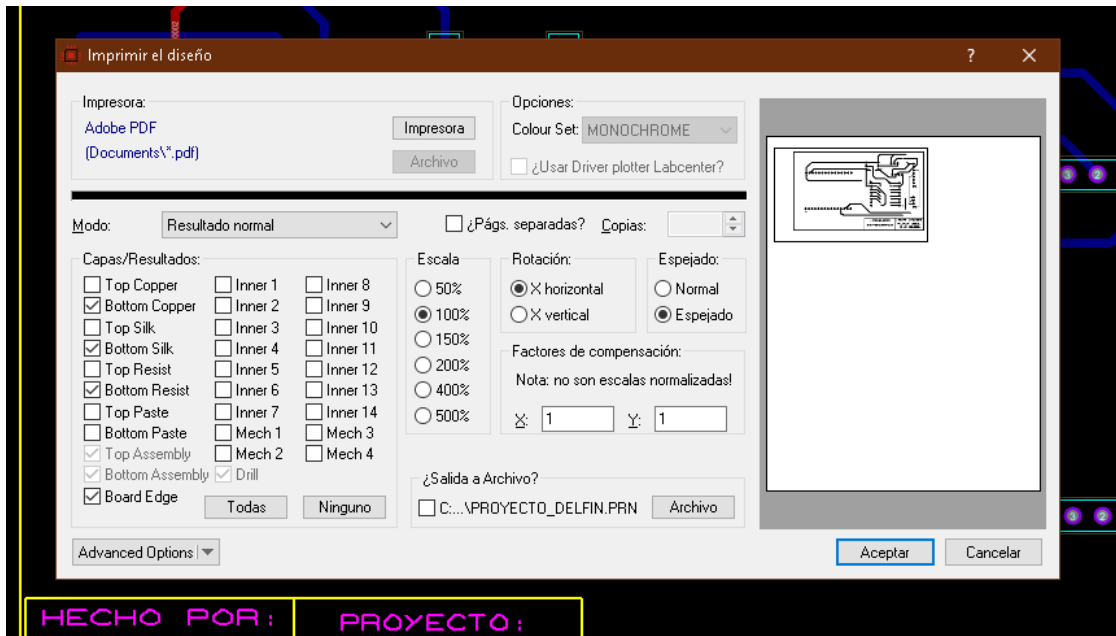 0002
Imprimir el diseño ?
Impresora:
Adobe PDF
(Documents\*.pdf)
Impresora
Archivo
Opciones:
Colour Set: MONOCHROME
¿Usar Driver plotter Labcenter?
Modo: Resultado normal
¿Págs. separadas? Copias:
Capas/Resultados:
Top Copper Inner 1 Inner 8
Bottom Copper Inner 2 Inner 9
Top Silk Inner 3 Inner 10
Bottom Silk Inner 4 Inner 11
Top Resist Inner 5 Inner 12
Bottom Resist Inner 6 Inner 13
Top Paste Inner 7 Inner 14
Bottom Paste Mech 1 Mech 3
Top Assembly Mech 2 Mech 4
Bottom Assembly Drill
Board Edge Todas Ninguno
Escala
50%
100%
150%
200%
400%
500%
Rotación:
X horizontal
X vertical
Espejado:
Normal
Espejado
Factores de compensación:
Nota: no son escalas normalizadas!
X: 1 Y: 1
¿Salida a Archivo?
C:...\PROYECTO_DELFIN.PRN Archivo
Advanced Options
Aceptar Cancelar
3 2
3 2
HECHO POR: PROYECTO: